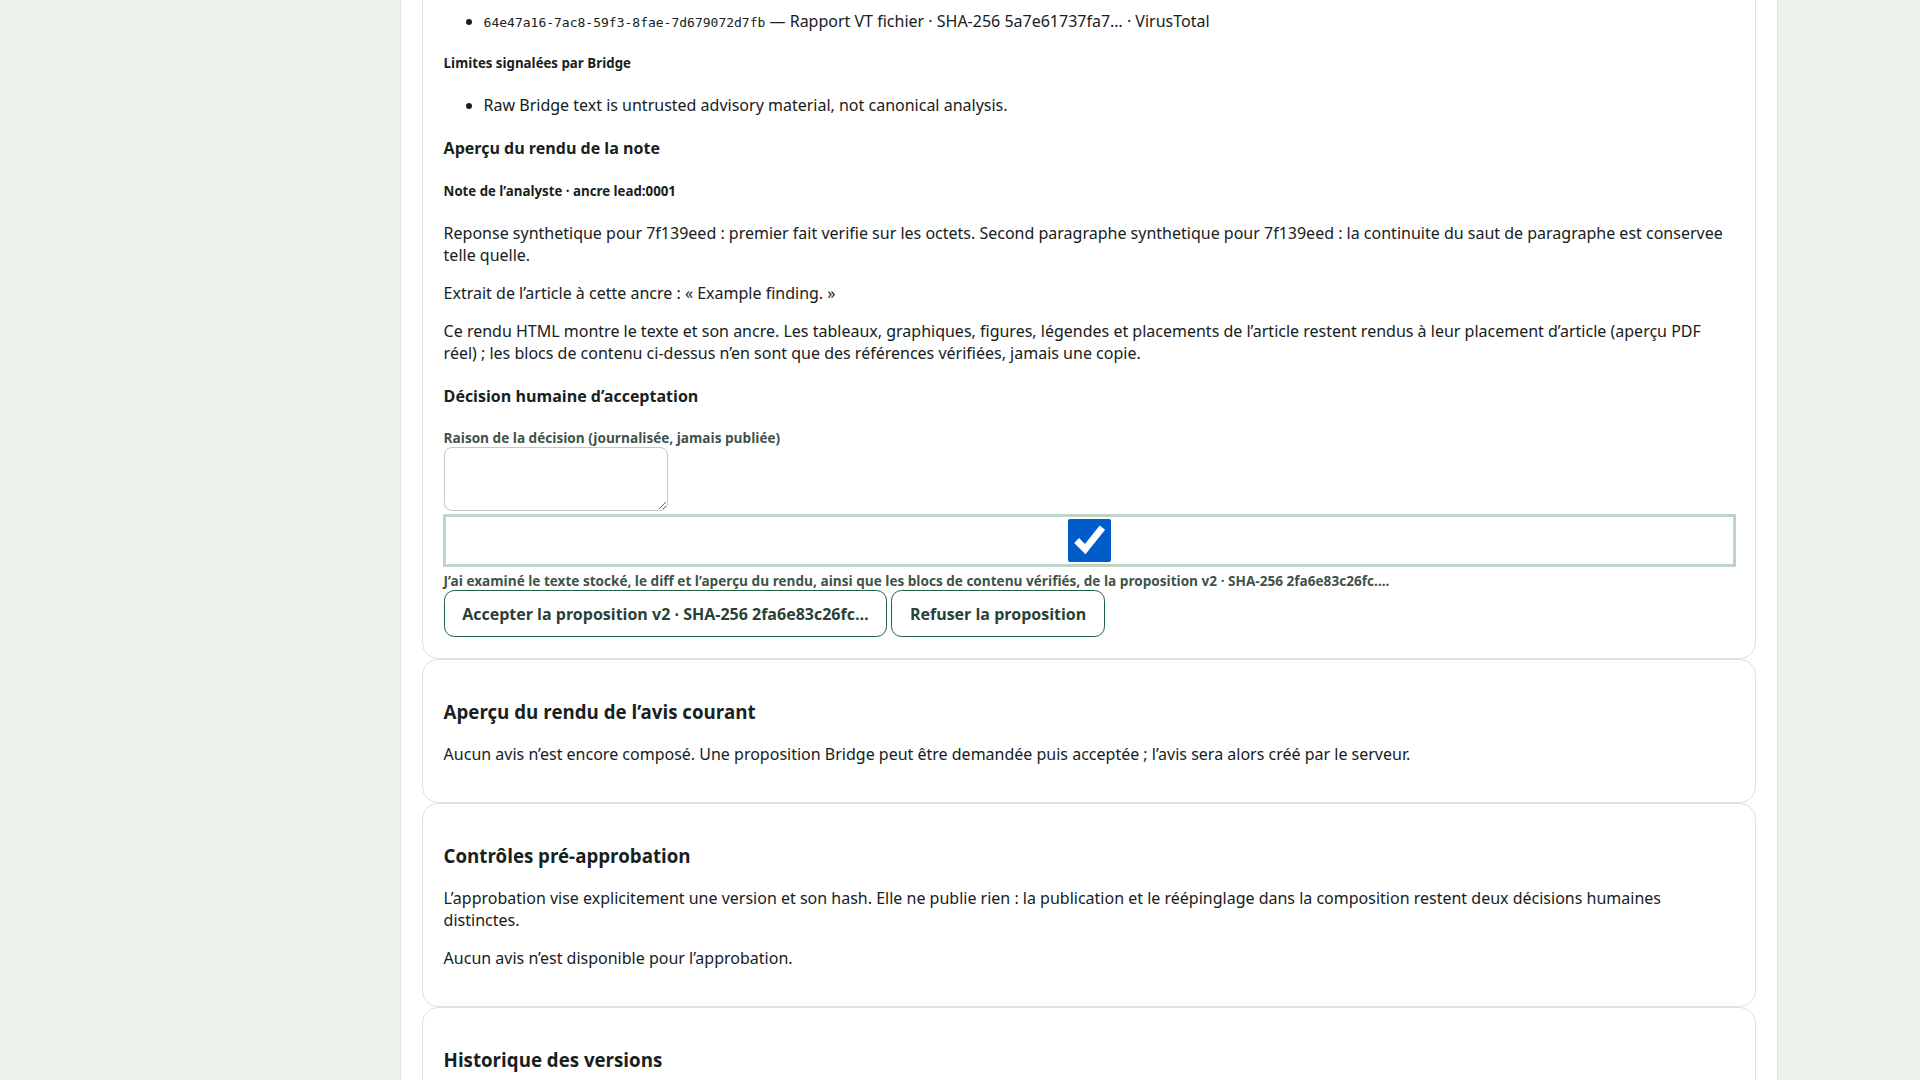 64e47a16-7ac8-59f3-8fae-7d679072d7fb — Rapport VT fichier · SHA-256 5a7e61737fa7… · VirusTotal
Limites signalées par Bridge
Raw Bridge text is untrusted advisory material, not canonical analysis.
Aperçu du rendu de la note
Note de l’analyste · ancre lead:0001
Reponse synthetique pour 7f139eed : premier fait verifie sur les octets. Second paragraphe synthetique pour 7f139eed : la continuite du saut de paragraphe est conservee
telle quelle.
Extrait de l’article à cette ancre : « Example finding. »
Ce rendu HTML montre le texte et son ancre. Les tableaux, graphiques, figures, légendes et placements de l’article restent rendus à leur placement d’article (aperçu PDF
réel) ; les blocs de contenu ci-dessus n’en sont que des références vérifiées, jamais une copie.
Décision humaine d’acceptation
Raison de la décision (journalisée, jamais publiée)
J’ai examiné le texte stocké, le diff et l’aperçu du rendu, ainsi que les blocs de contenu vérifiés, de la proposition v2 · SHA-256 2fa6e83c26fc….
Accepter la proposition v2 · SHA-256 2fa6e83c26fc…
Refuser la proposition
Aperçu du rendu de l’avis courant
Aucun avis n’est encore composé. Une proposition Bridge peut être demandée puis acceptée ; l’avis sera alors créé par le serveur.
Contrôles pré-approbation
L’approbation vise explicitement une version et son hash. Elle ne publie rien : la publication et le réépinglage dans la composition restent deux décisions humaines
distinctes.
Aucun avis n’est disponible pour l’approbation.
Historique des versions